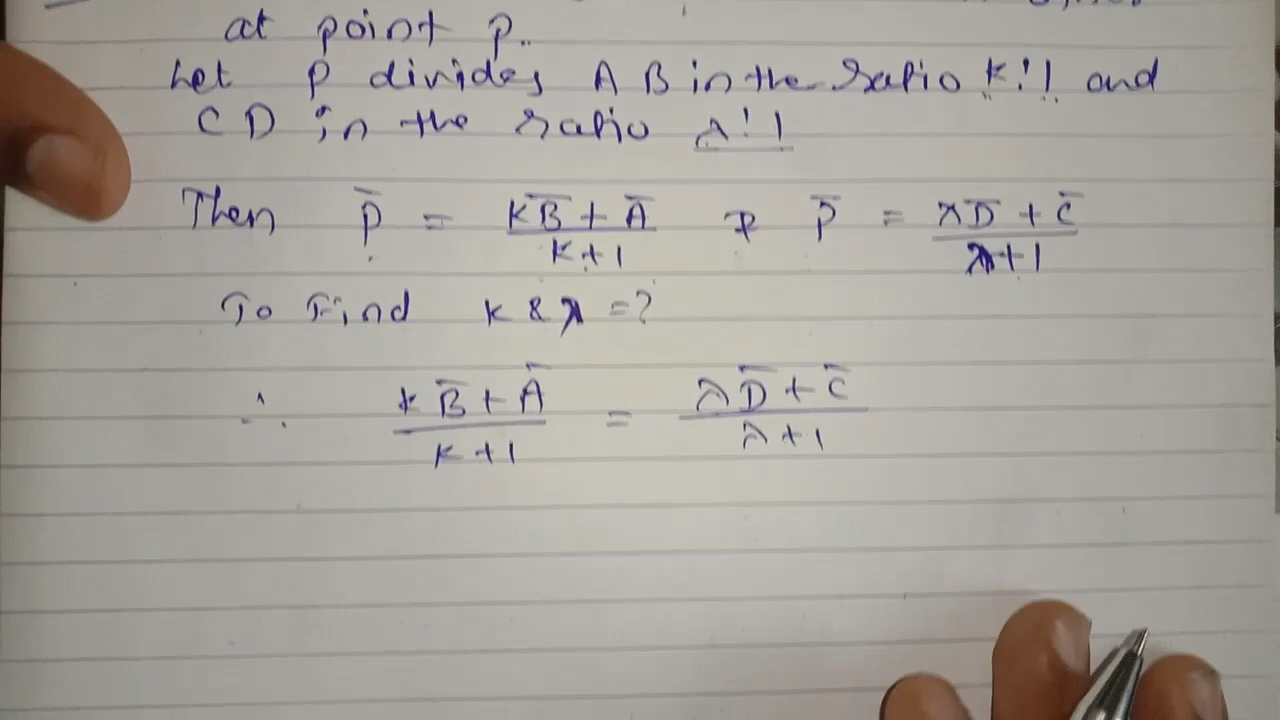 at point P.
Let P divides AB in the ratio k:1 and
CD in the ratio λ:1
Then P̄ = (kB̄ + Ā)/(k+1) & P̄ = (λD̄ + C̄)/(λ+1)
To Find k & λ = ?
∴ (kB̄ + Ā)/(k+1) = (λD̄ + C̄)/(λ+1)